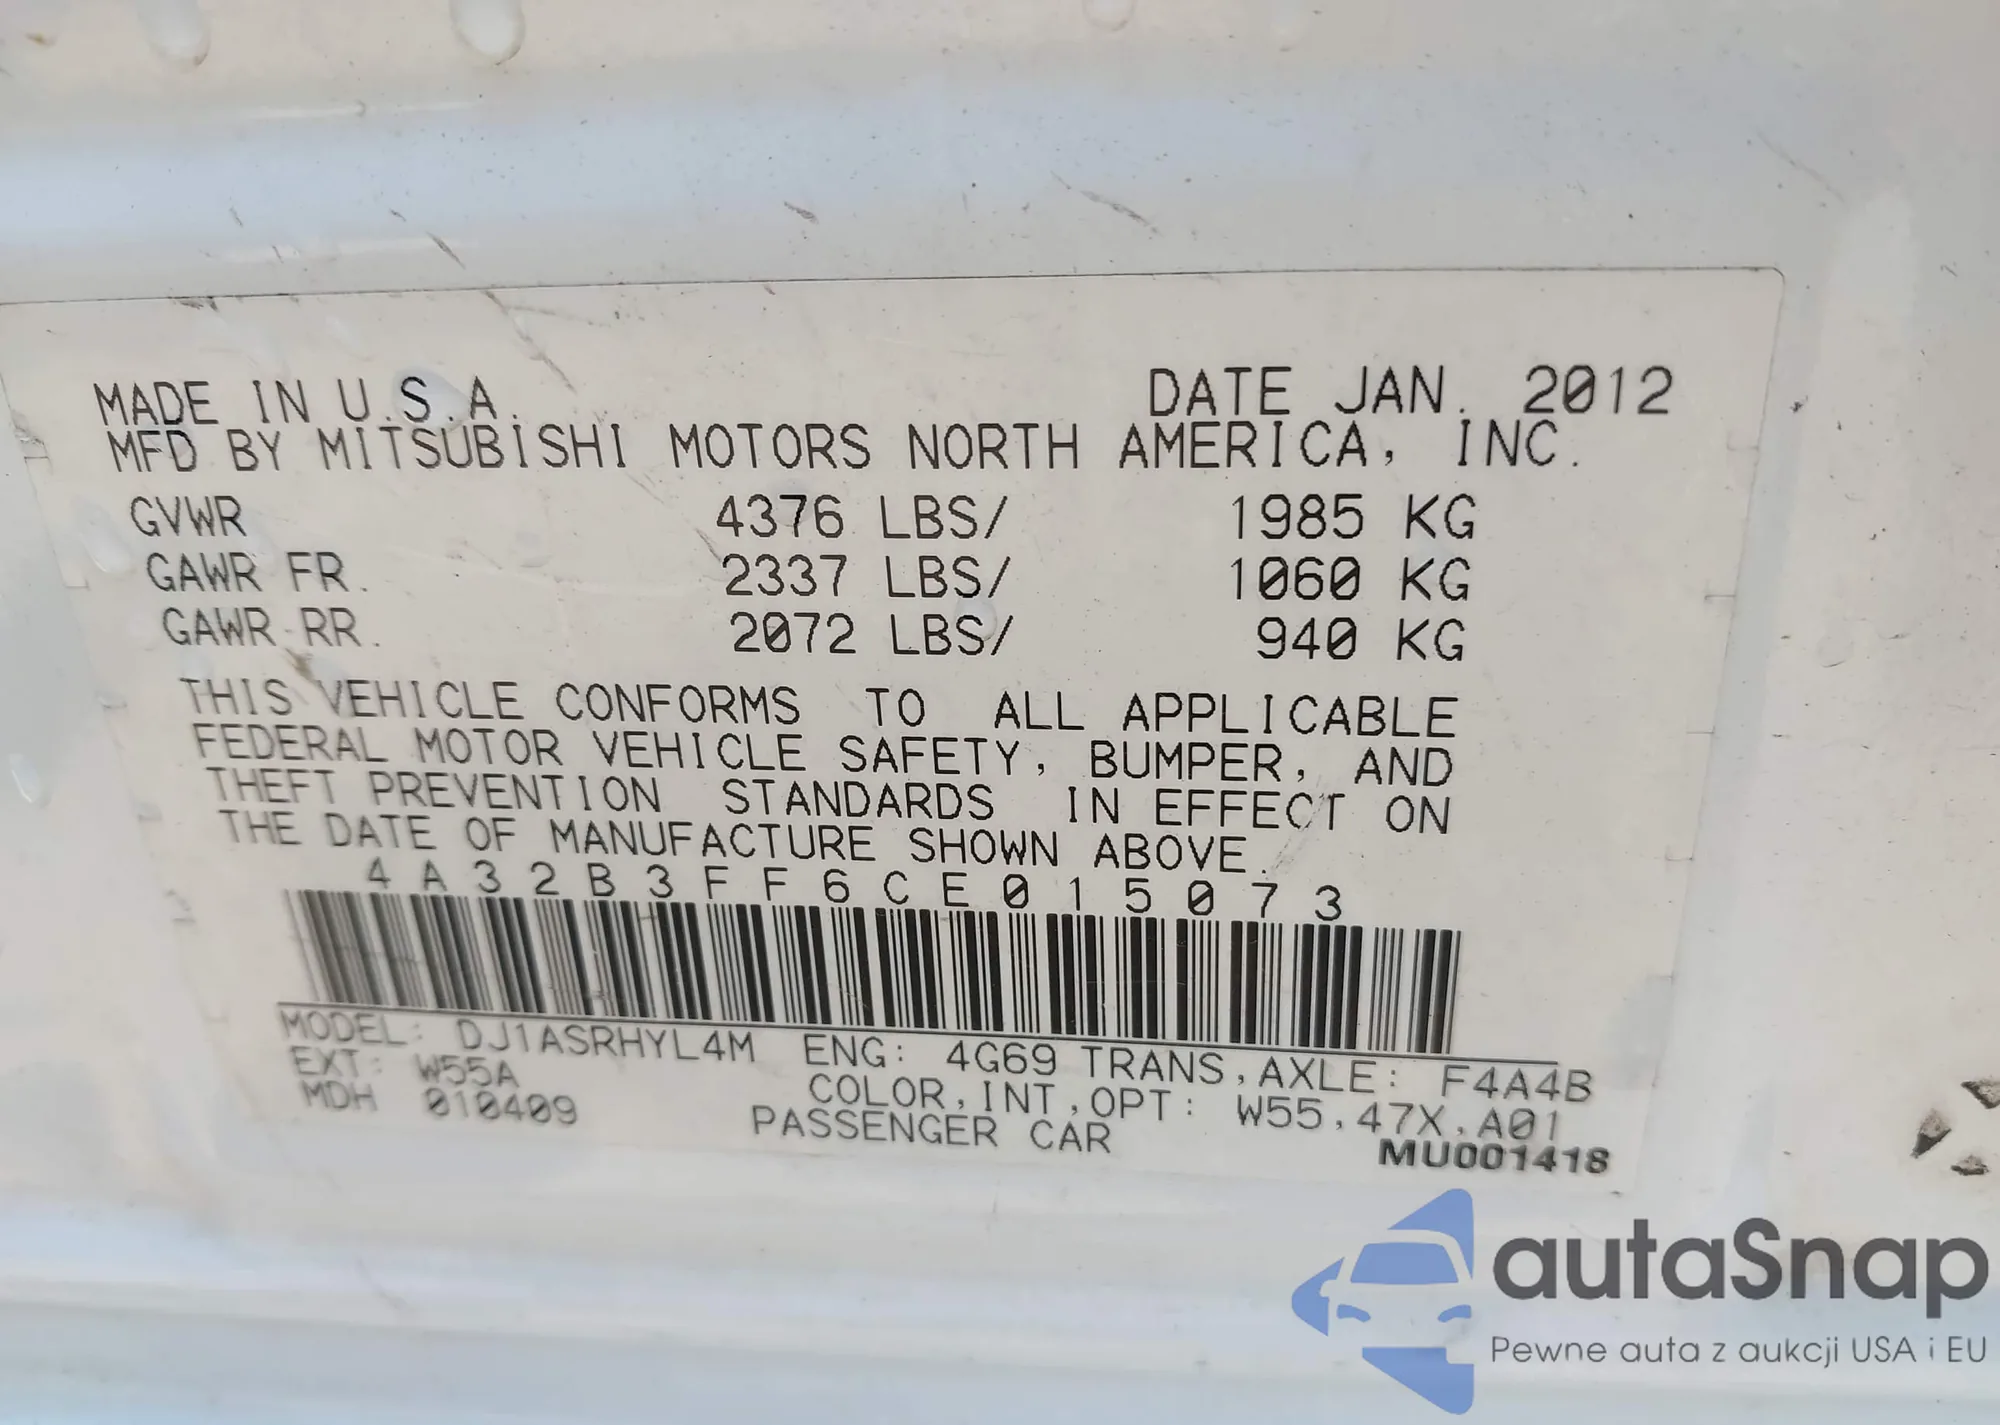 MADE IN U.S.A. DATE JAN. 2012
MFD BY MITSUBISHI MOTORS NORTH AMERICA, INC.
GVWR 4376 LBS/ 1985 KG
GAWR FR. 2337 LBS/ 1060 KG
GAWR RR. 2072 LBS/ 940 KG
THIS VEHICLE CONFORMS TO ALL APPLICABLE
FEDERAL MOTOR VEHICLE SAFETY, BUMPER, AND
THEFT PREVENTION STANDARDS IN EFFECT ON
THE DATE OF MANUFACTURE SHOWN ABOVE.
4A32B3FF6CE015073
MODEL: DJ1ASRHYL4M ENG: 4G69 TRANS,AXLE: F4A4B
EXT: W55A COLOR,INT,OPT: W55,47X,A01
MDH 010409 PASSENGER CAR
MU001418
autaSnap
Pewne auta z aukcji USA i EU